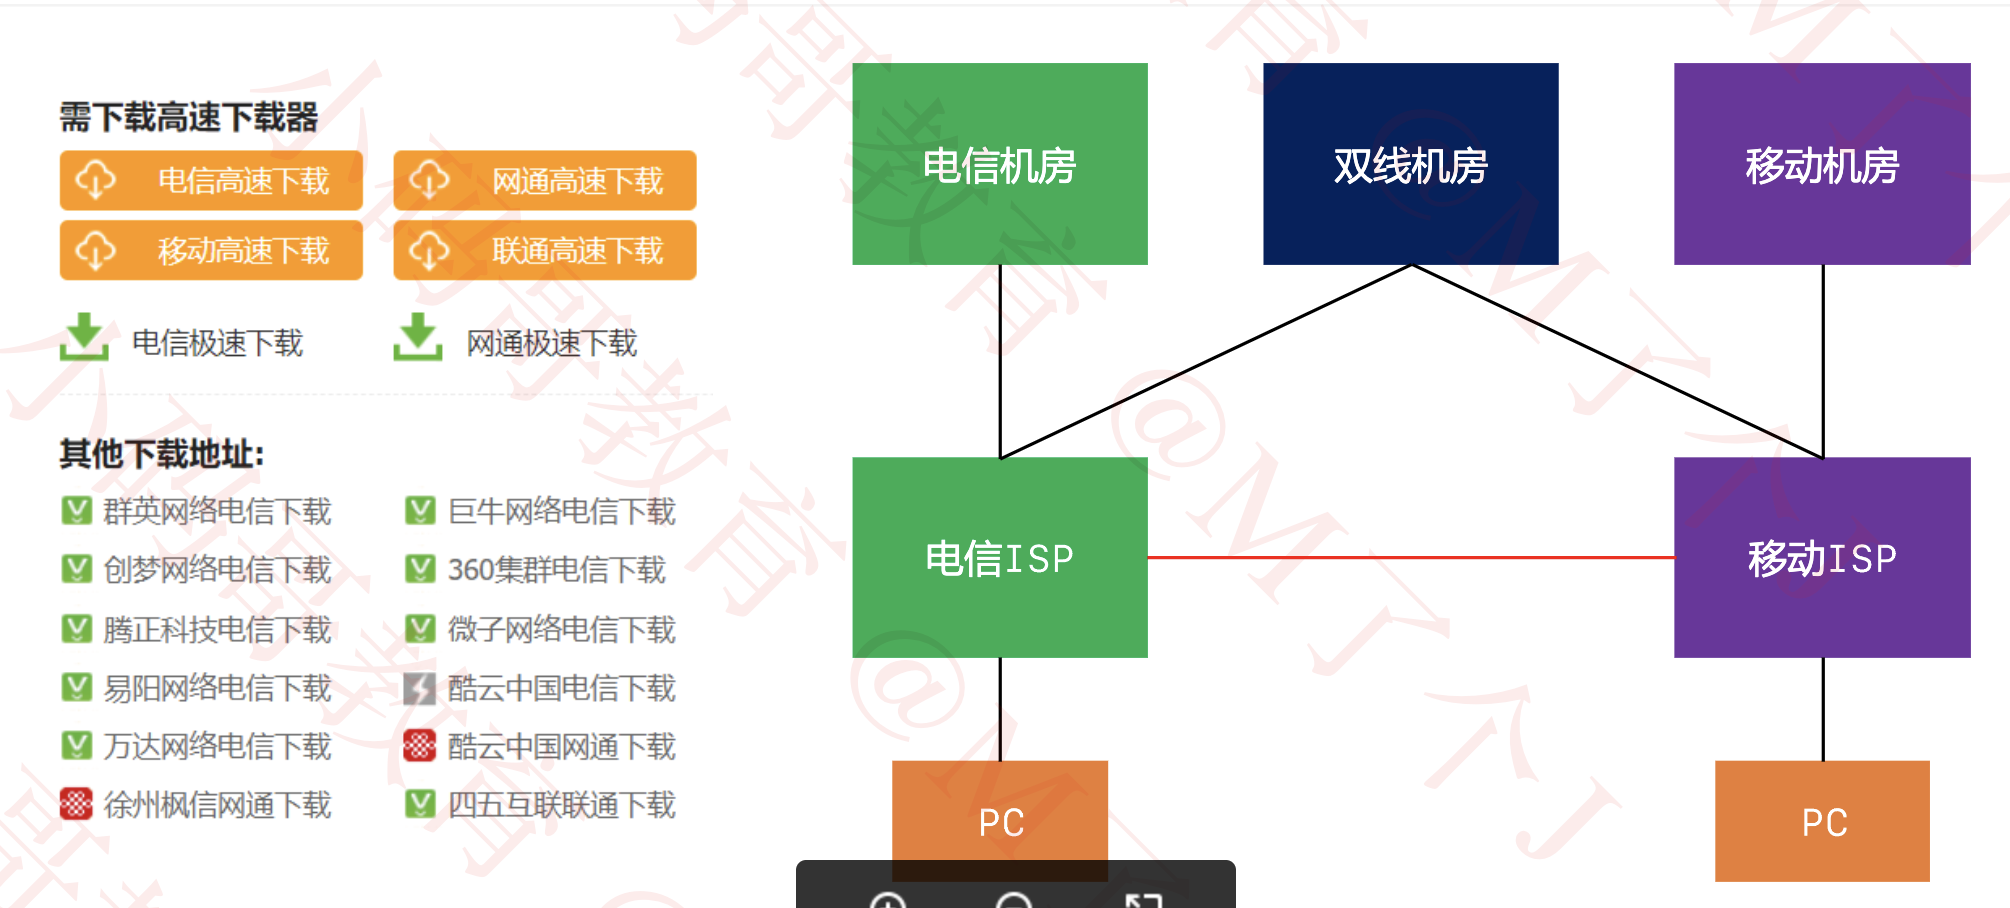 需下载高速下载器
电信高速下载 网通高速下载
移动高速下载 联通高速下载
电信极速下载 网通极速下载
其他下载地址:
群英网络电信下载 巨牛网络电信下载
创梦网络电信下载 360集群电信下载
腾正科技电信下载 微子网络电信下载
易阳网络电信下载 酷云中国电信下载
万达网络电信下载 酷云中国网通下载
徐州枫信网通下载 四五互联联通下载
电信机房 双线机房 移动机房
电信ISP 移动ISP
PC PC
小码哥教育 @M了个J